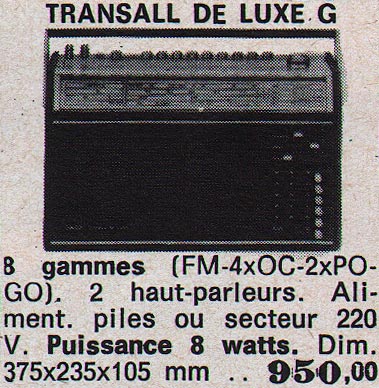 TRANSALL DE LUXE G
8 gammes (FM-4xOC-2xPO-
GO). 2 haut-parleurs. Ali-
ment. piles ou secteur 220
V. Puissance 8 watts. Dim.
375x235x105 mm .. 950,00